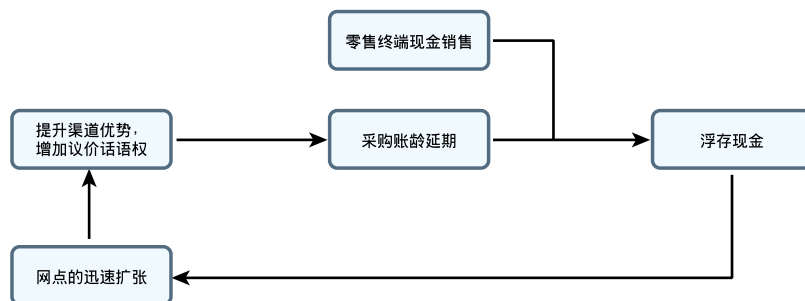 零售终端现金销售
提升渠道优势，
增加议价话语权
采购账龄延期
浮存现金
网点的迅速扩张